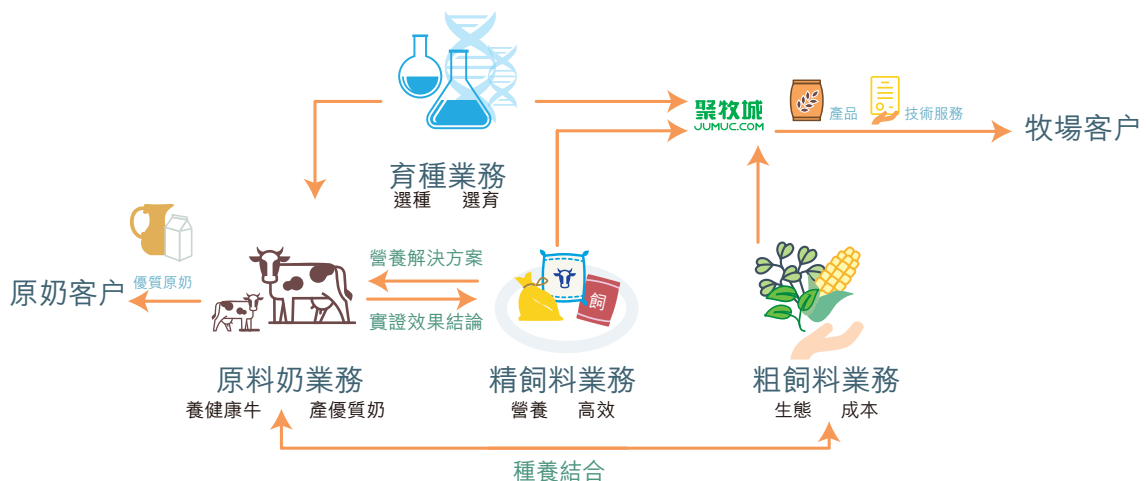 聚牧城
JUMUC.COM
產品
技術服務
牧場客户
育種業務
選種 選育
營養解決方案
優質原奶
原奶客户
飼
實證效果結論
原料奶業務
精飼料業務
粗飼料業務
養健康牛 產優質奶
營養 高效
生態 成本
種養結合